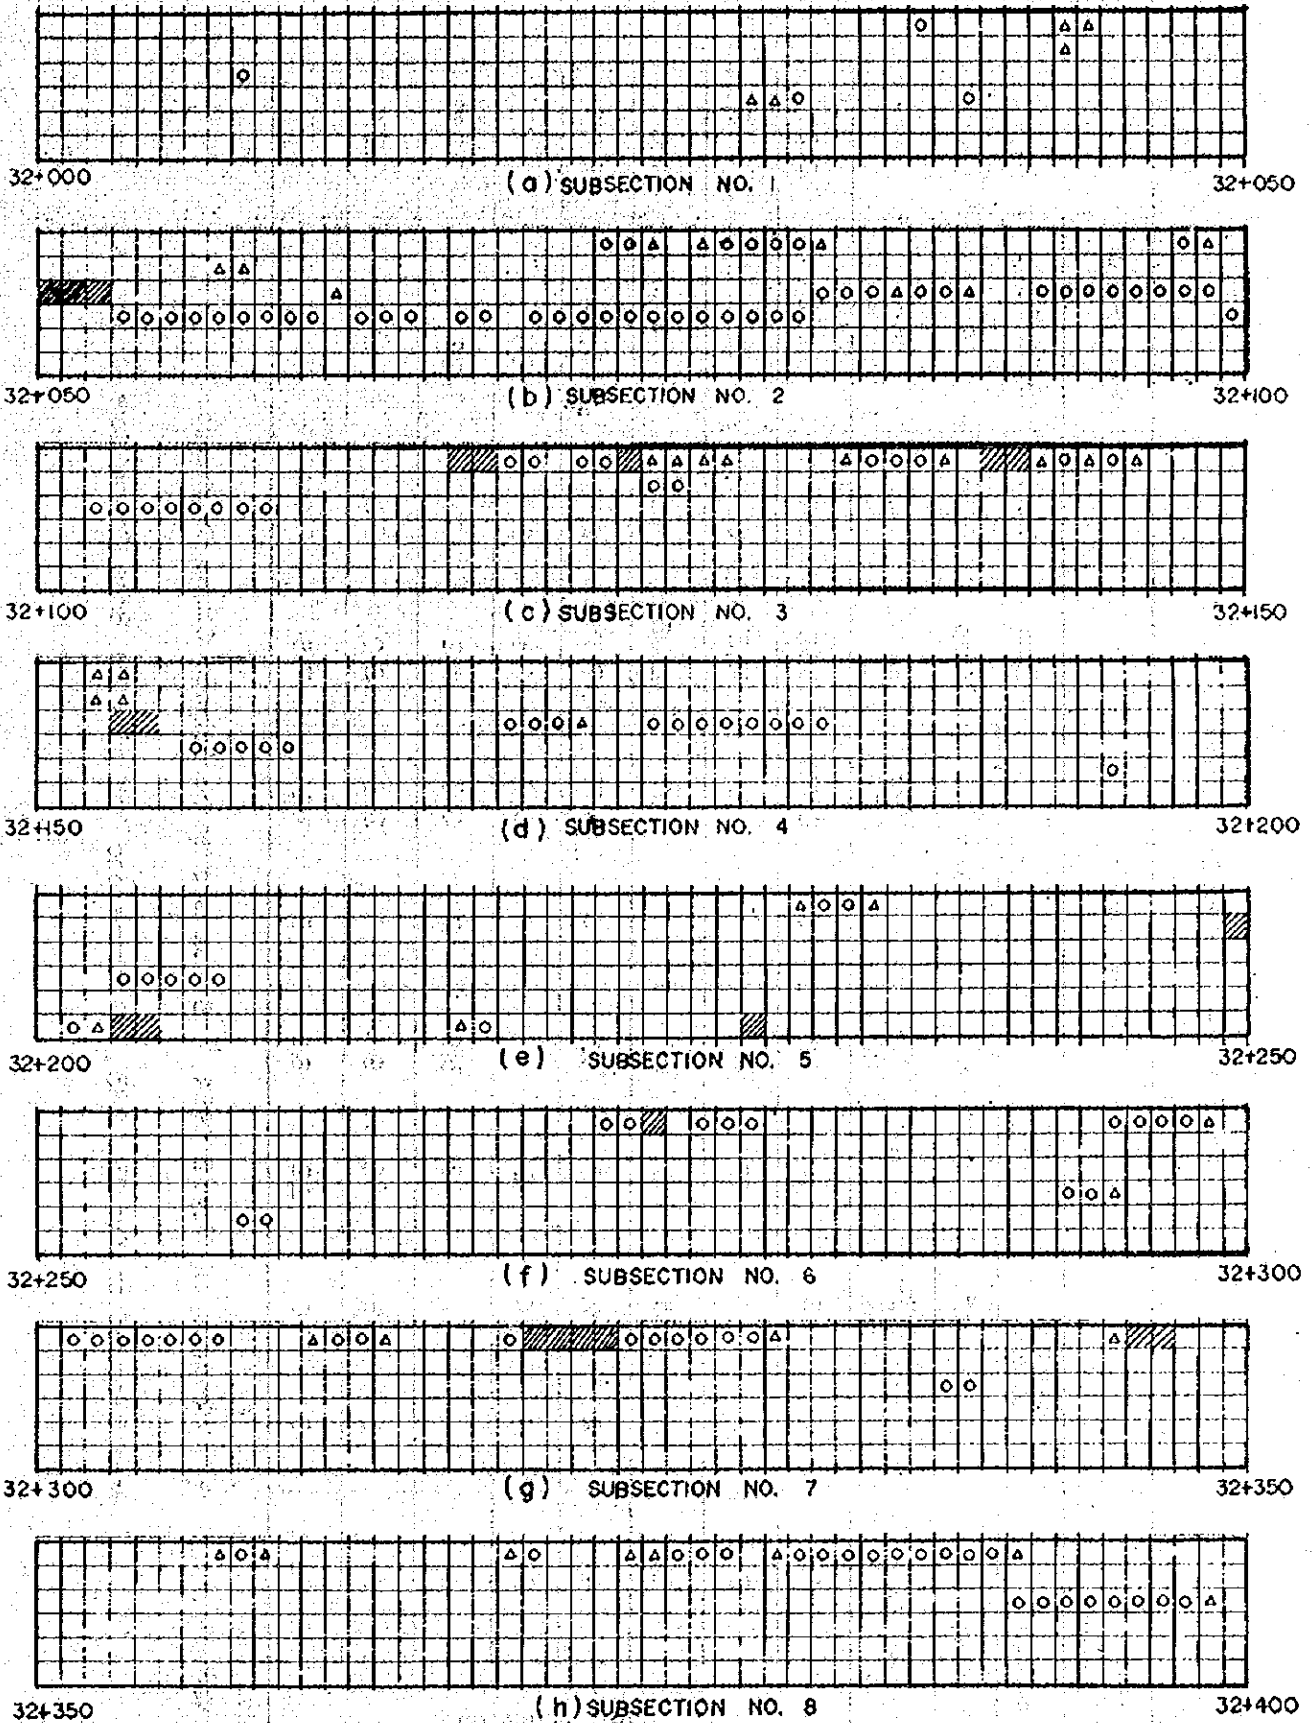 32+000 (a) SUBSECTION NO. 1 32+050
32+050 (b) SUBSECTION NO. 2 32+100
32+100 (c) SUBSECTION NO. 3 32+150
32+150 (d) SUBSECTION NO. 4 32+200
32+200 (e) SUBSECTION NO. 5 32+250
32+250 (f) SUBSECTION NO. 6 32+300
32+300 (g) SUBSECTION NO. 7 32+350
32+350 (h) SUBSECTION NO. 8 32+400